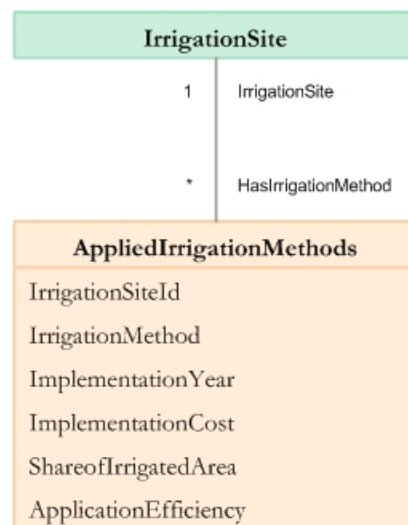 IrrigationSite
1 IrrigationSite
* HasIrrigationMethod
AppliedIrrigationMethods
IrrigationSiteId
IrrigationMethod
ImplementationYear
ImplementationCost
ShareofIrrigatedArea
ApplicationEfficiency